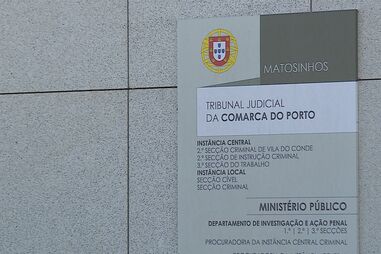 MATOSINHOS
TRIBUNAL JUDICIAL
DA COMARCA DO PORTO
INSTÂNCIA CENTRAL
2.ª SECÇÃO CRIMINAL DE VILA DO CONDE
2.ª SECÇÃO DE INSTRUÇÃO CRIMINAL
3.ª SECÇÃO DO TRABALHO
INSTÂNCIA LOCAL
SECÇÃO CÍVEL
SECÇÃO CRIMINAL
MINISTÉRIO PÚBLICO
DEPARTAMENTO DE INVESTIGAÇÃO E AÇÃO PENAL
1.ª | 2.ª | 3.ª SECÇÕES
PROCURADORIA DA INSTÂNCIA CENTRAL CRIMINAL